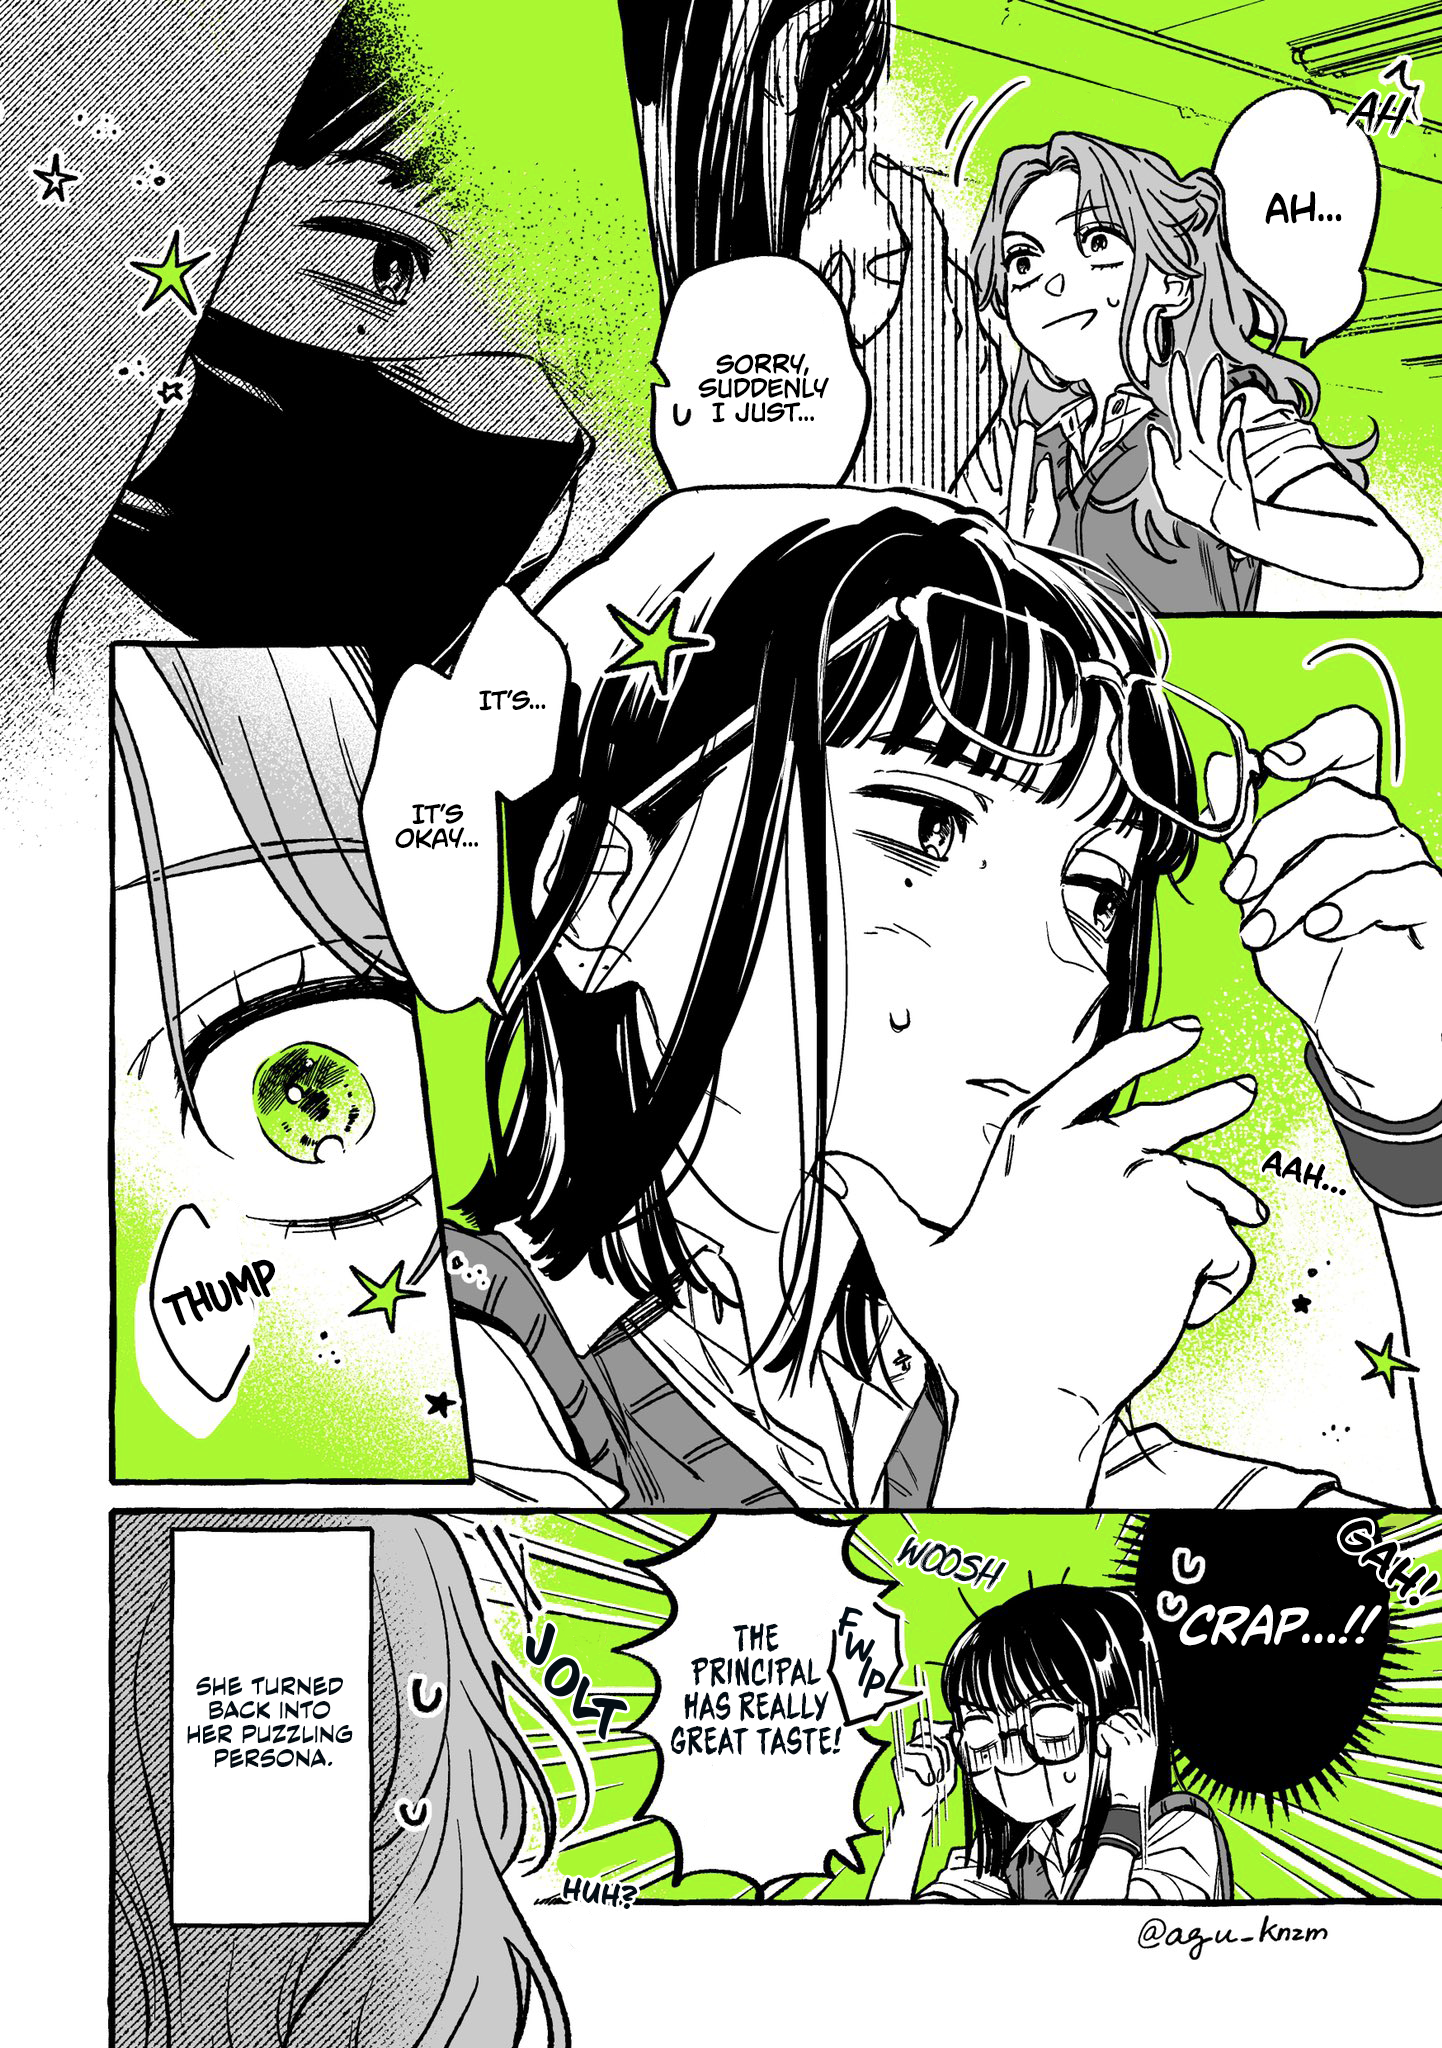 AH
AH...
SORRY,
SUDDENLY
I JUST...
IT'S...
IT'S
OKAY...
AAH...
THUMP
GAH!
CRAP...!!
WOOSH
FWIP
THE
PRINCIPAL
HAS REALLY
GREAT TASTE!
JOLT
HUH?
SHE TURNED
BACK INTO
HER PUZZLING
PERSONA.
@agu_knzm